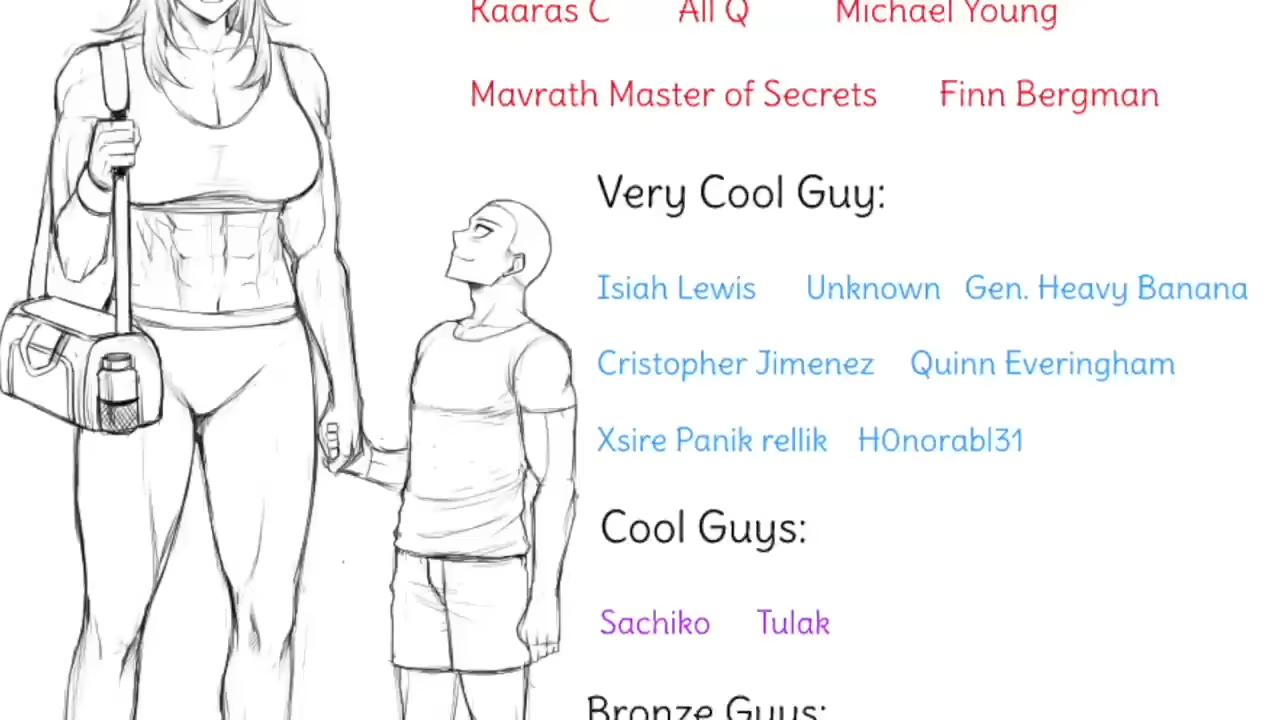 Kaaras C Ali Q Michael Young
Mavrath Master of Secrets Finn Bergman
Very Cool Guy:
Isiah Lewis Unknown Gen. Heavy Banana
Cristopher Jimenez Quinn Everingham
Xsire Panik rellik H0norabl31
Cool Guys:
Sachiko Tulak
Bronze Guys: